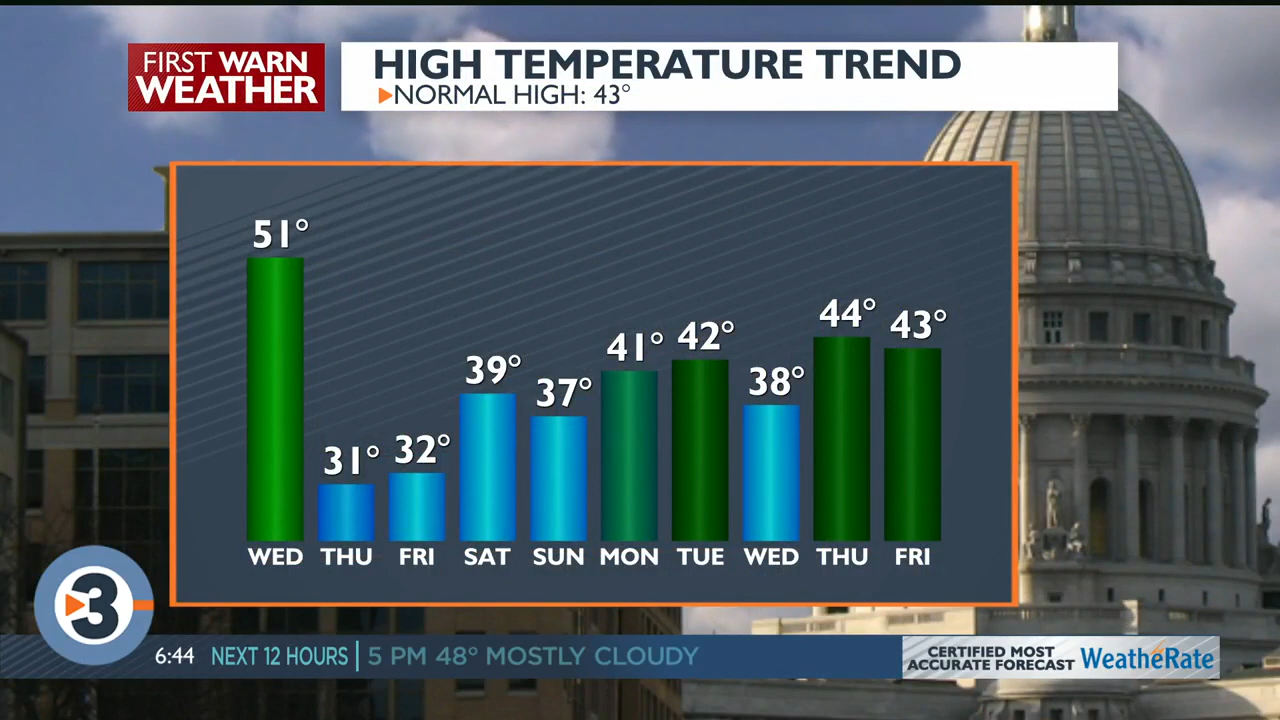 FIRST WARN
WEATHER
HIGH TEMPERATURE TREND
NORMAL HIGH: 43°
51° 31° 32° 39° 37° 41° 42° 38° 44° 43°
WED THU FRI SAT SUN MON TUE WED THU FRI
3
6:44 NEXT 12 HOURS 5 PM 48° MOSTLY CLOUDY
CERTIFIED MOST
ACCURATE FORECAST WeatheRate